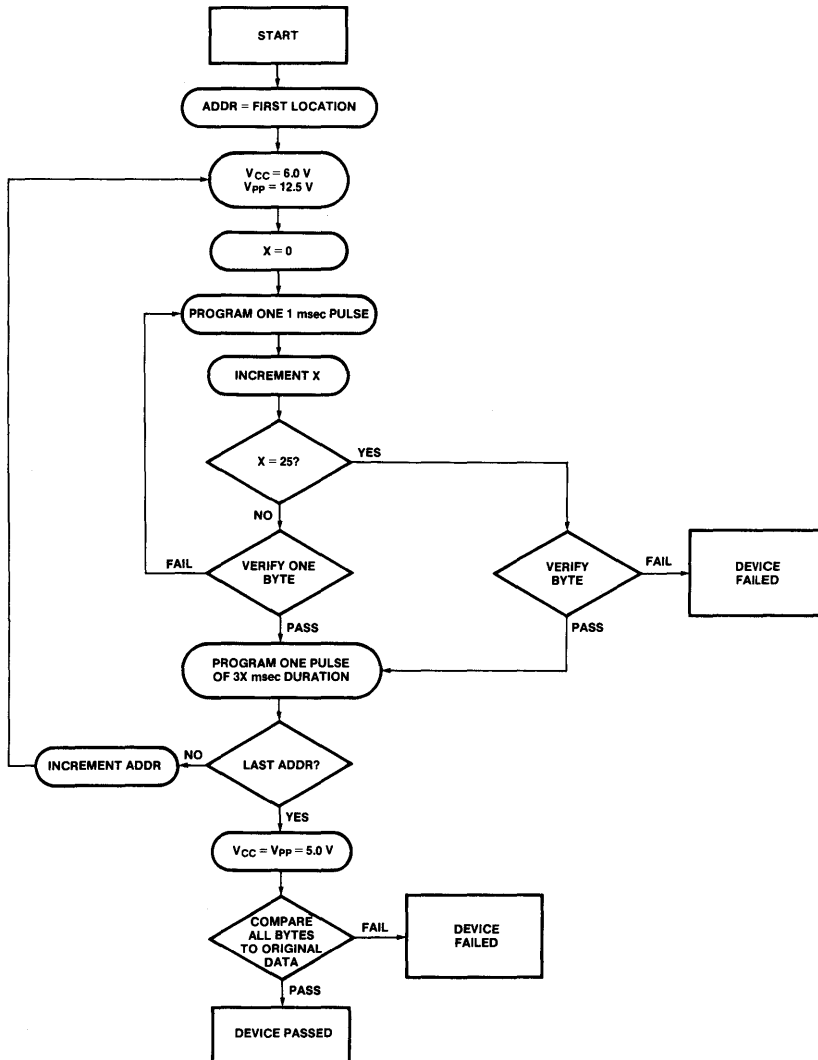 START
ADDR = FIRST LOCATION
VCC = 6.0 V
VPP = 12.5 V
X = 0
PROGRAM ONE 1 msec PULSE
INCREMENT X
X = 25?
YES
NO
VERIFY ONE
BYTE
FAIL
PASS
VERIFY
BYTE
FAIL
DEVICE
FAILED
PASS
PROGRAM ONE PULSE
OF 3X msec DURATION
LAST ADDR?
NO
INCREMENT ADDR
YES
VCC = VPP = 5.0 V
COMPARE
ALL BYTES
TO ORIGINAL
DATA
FAIL
DEVICE
FAILED
PASS
DEVICE PASSED